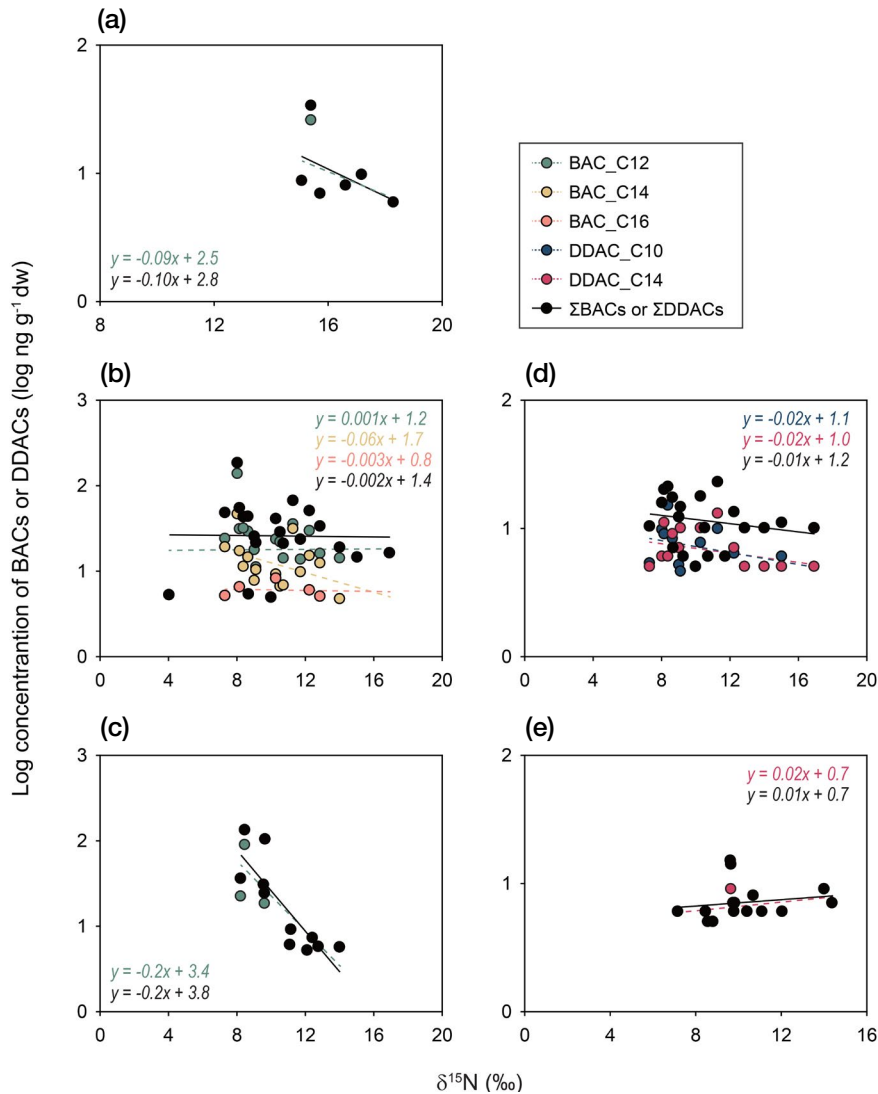 (a)
2
1
0
8
12
16
20
y = -0.09x + 2.5
y = -0.10x + 2.8
BAC_C12
BAC_C14
BAC_C16
DDAC_C10
DDAC_C14
ΣBACs or ΣDDACs
Log concentrantion of BACs or DDACs (log ng g⁻¹ dw)
(b)
3
2
1
0
4
8
12
16
20
y = 0.001x + 1.2
y = -0.06x + 1.7
y = -0.003x + 0.8
y = -0.002x + 1.4
(d)
2
1
0
4
8
12
16
20
y = -0.02x + 1.1
y = -0.02x + 1.0
y = -0.01x + 1.2
(c)
3
2
1
0
0
4
8
12
16
20
y = -0.2x + 3.4
y = -0.2x + 3.8
(e)
2
1
0
0
4
8
12
16
y = 0.02x + 0.7
y = 0.01x + 0.7
δ¹⁵N (‰)